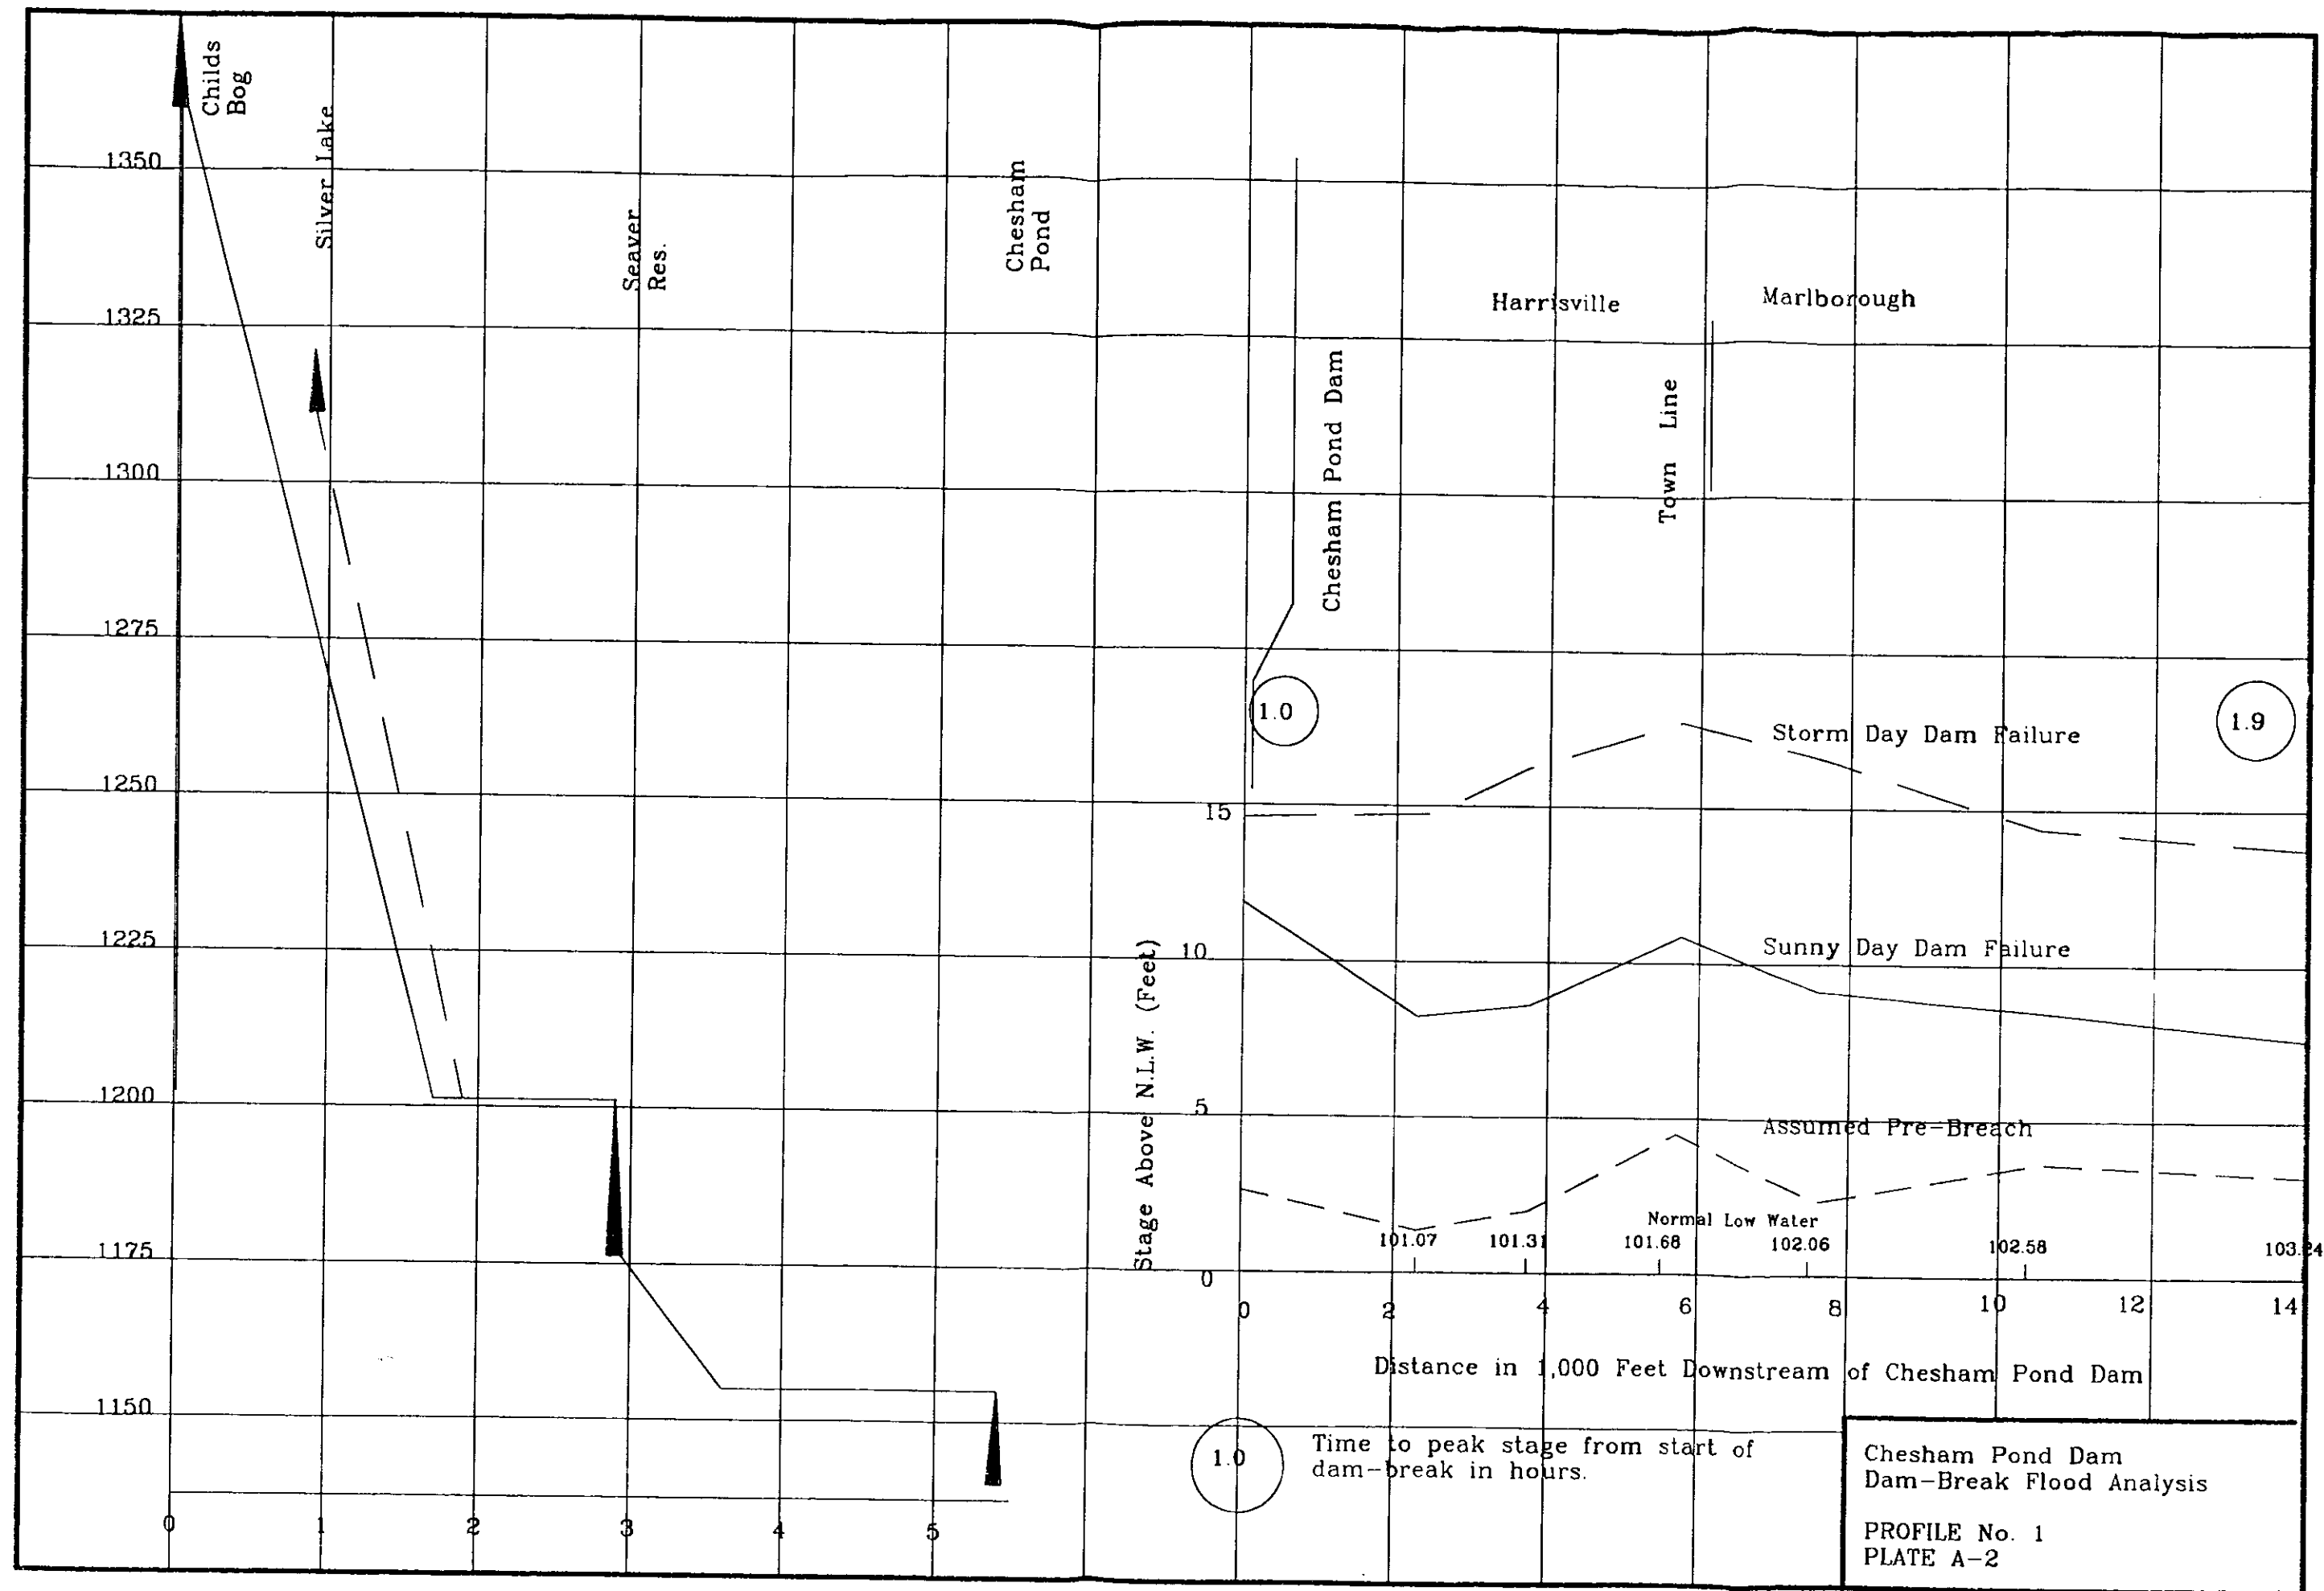 Childs
Bog
Silver Lake
Seaver
Res.
Chesham
Pond
1350
1325
1300
1275
1250
1225
1200
1175
1150
0
1
2
3
4
5
Harrisville
Marlborough
Chesham Pond Dam
Town Line
1.0
1.9
Storm Day Dam Failure
Sunny Day Dam Failure
Assumed Pre-Breach
Normal Low Water
Stage Above N.L.W. (Feet)
15
10
5
0
101.07
101.31
101.68
102.06
102.58
103.24
0
2
4
6
8
10
12
14
Distance in 1,000 Feet Downstream of Chesham Pond Dam
1.0
Time to peak stage from start of
dam-break in hours.
Chesham Pond Dam
Dam-Break Flood Analysis
PROFILE No. 1
PLATE A-2